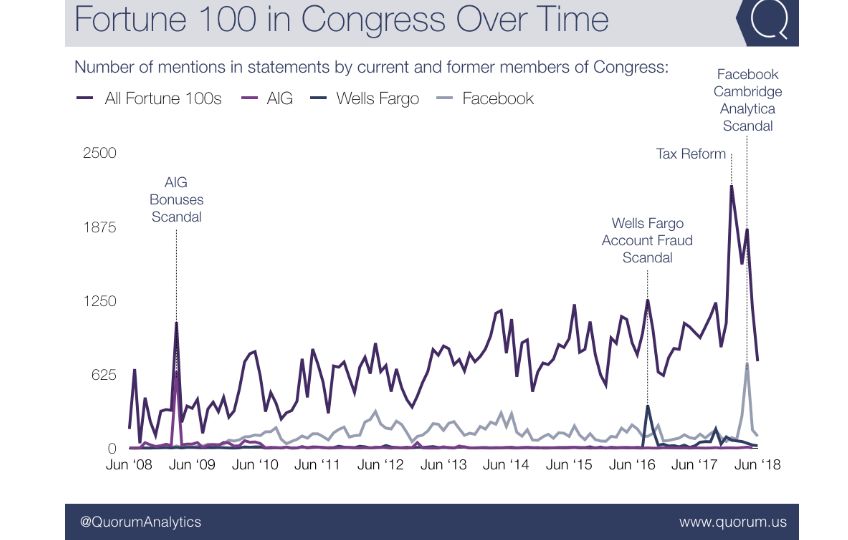 Fortune 100 in Congress Over Time
Q
Number of mentions in statements by current and former members of Congress:
All Fortune 100s
AIG
Wells Fargo
Facebook
Facebook
Cambridge
Analytica
Scandal
Tax Reform
AIG
Bonuses
Scandal
Wells Fargo
Account Fraud
Scandal
2500
1875
1250
625
0
Jun ‘08 Jun ‘09 Jun ‘10 Jun ‘11 Jun ‘12 Jun ‘13 Jun ‘14 Jun ‘15 Jun ‘16 Jun ‘17 Jun ‘18
@QuorumAnalytics
www.quorum.us